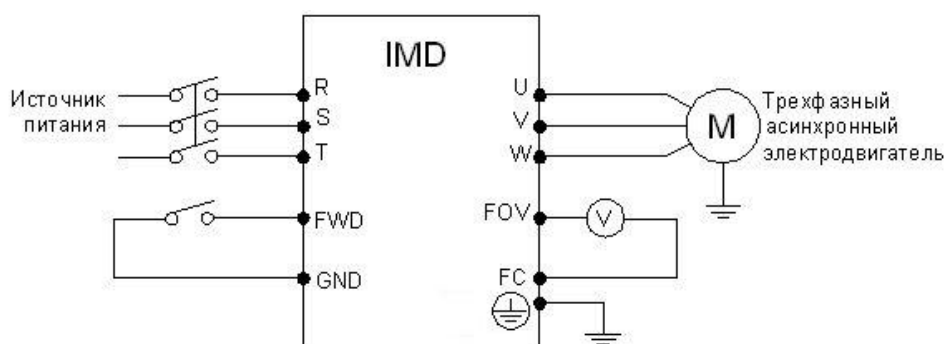 IMD
Источник
питания
R
S
T
FWD
GND
U
V
W
FOV
FC
V
M
Трехфазный
асинхронный
электродвигатель